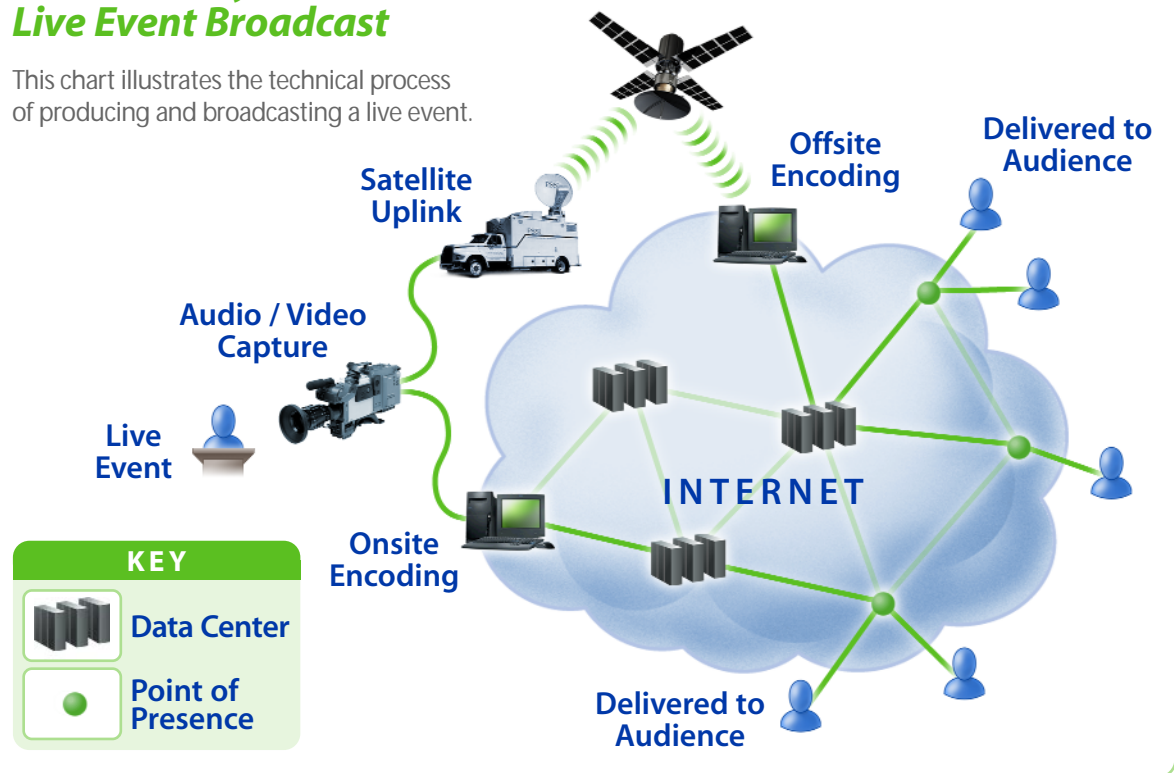 Live Event Broadcast
This chart illustrates the technical process
of producing and broadcasting a live event.
Satellite
Uplink
Offsite
Encoding
Delivered to
Audience
Audio / Video
Capture
Live
Event
INTERNET
Onsite
Encoding
KEY
Data Center
Point of
Presence
Delivered to
Audience